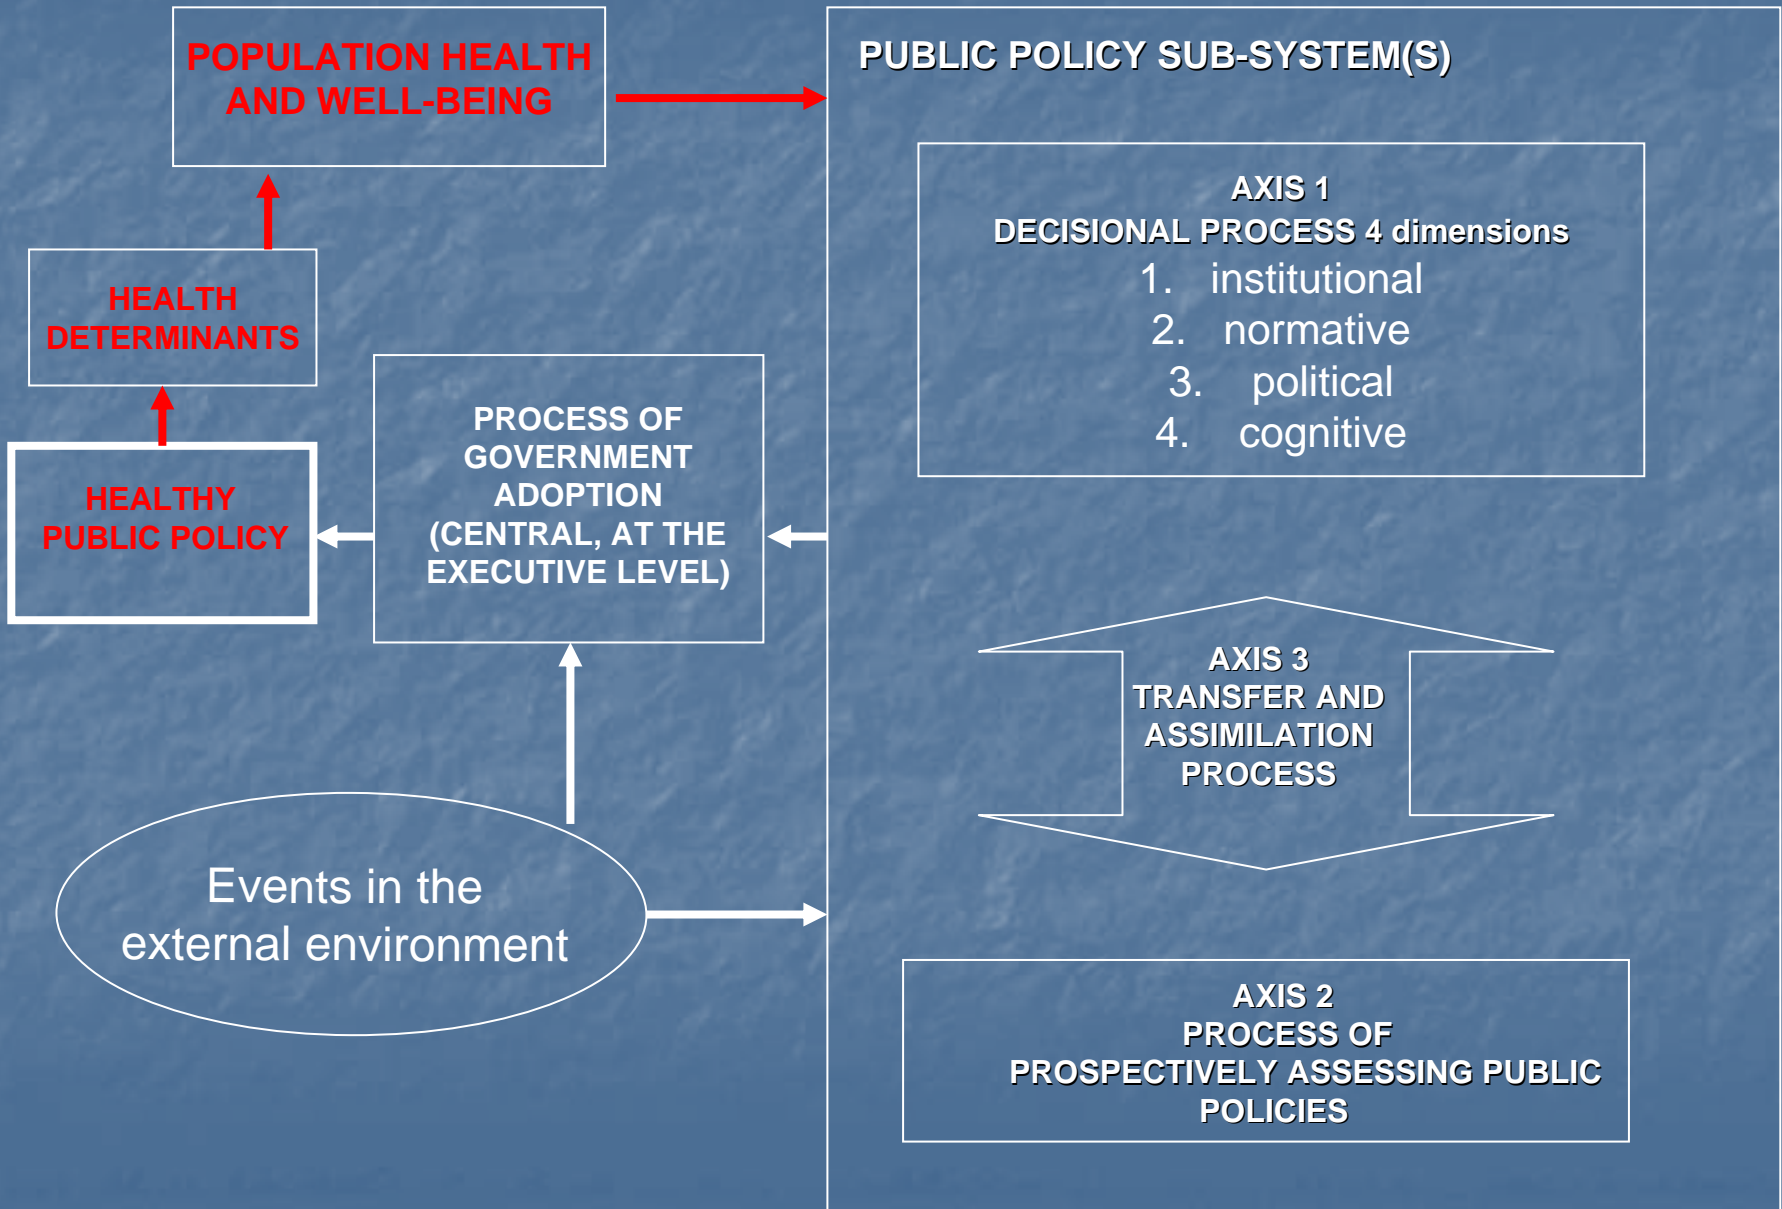 POPULATION HEALTH
AND WELL-BEING
HEALTH
DETERMINANTS
HEALTHY
PUBLIC POLICY
PROCESS OF
GOVERNMENT
ADOPTION
(CENTRAL, AT THE
EXECUTIVE LEVEL)
Events in the
external environment
PUBLIC POLICY SUB-SYSTEM(S)
AXIS 1
DECISIONAL PROCESS 4 dimensions
1. institutional
2. normative
3. political
4. cognitive
AXIS 3
TRANSFER AND
ASSIMILATION
PROCESS
AXIS 2
PROCESS OF
PROSPECTIVELY ASSESSING PUBLIC
POLICIES